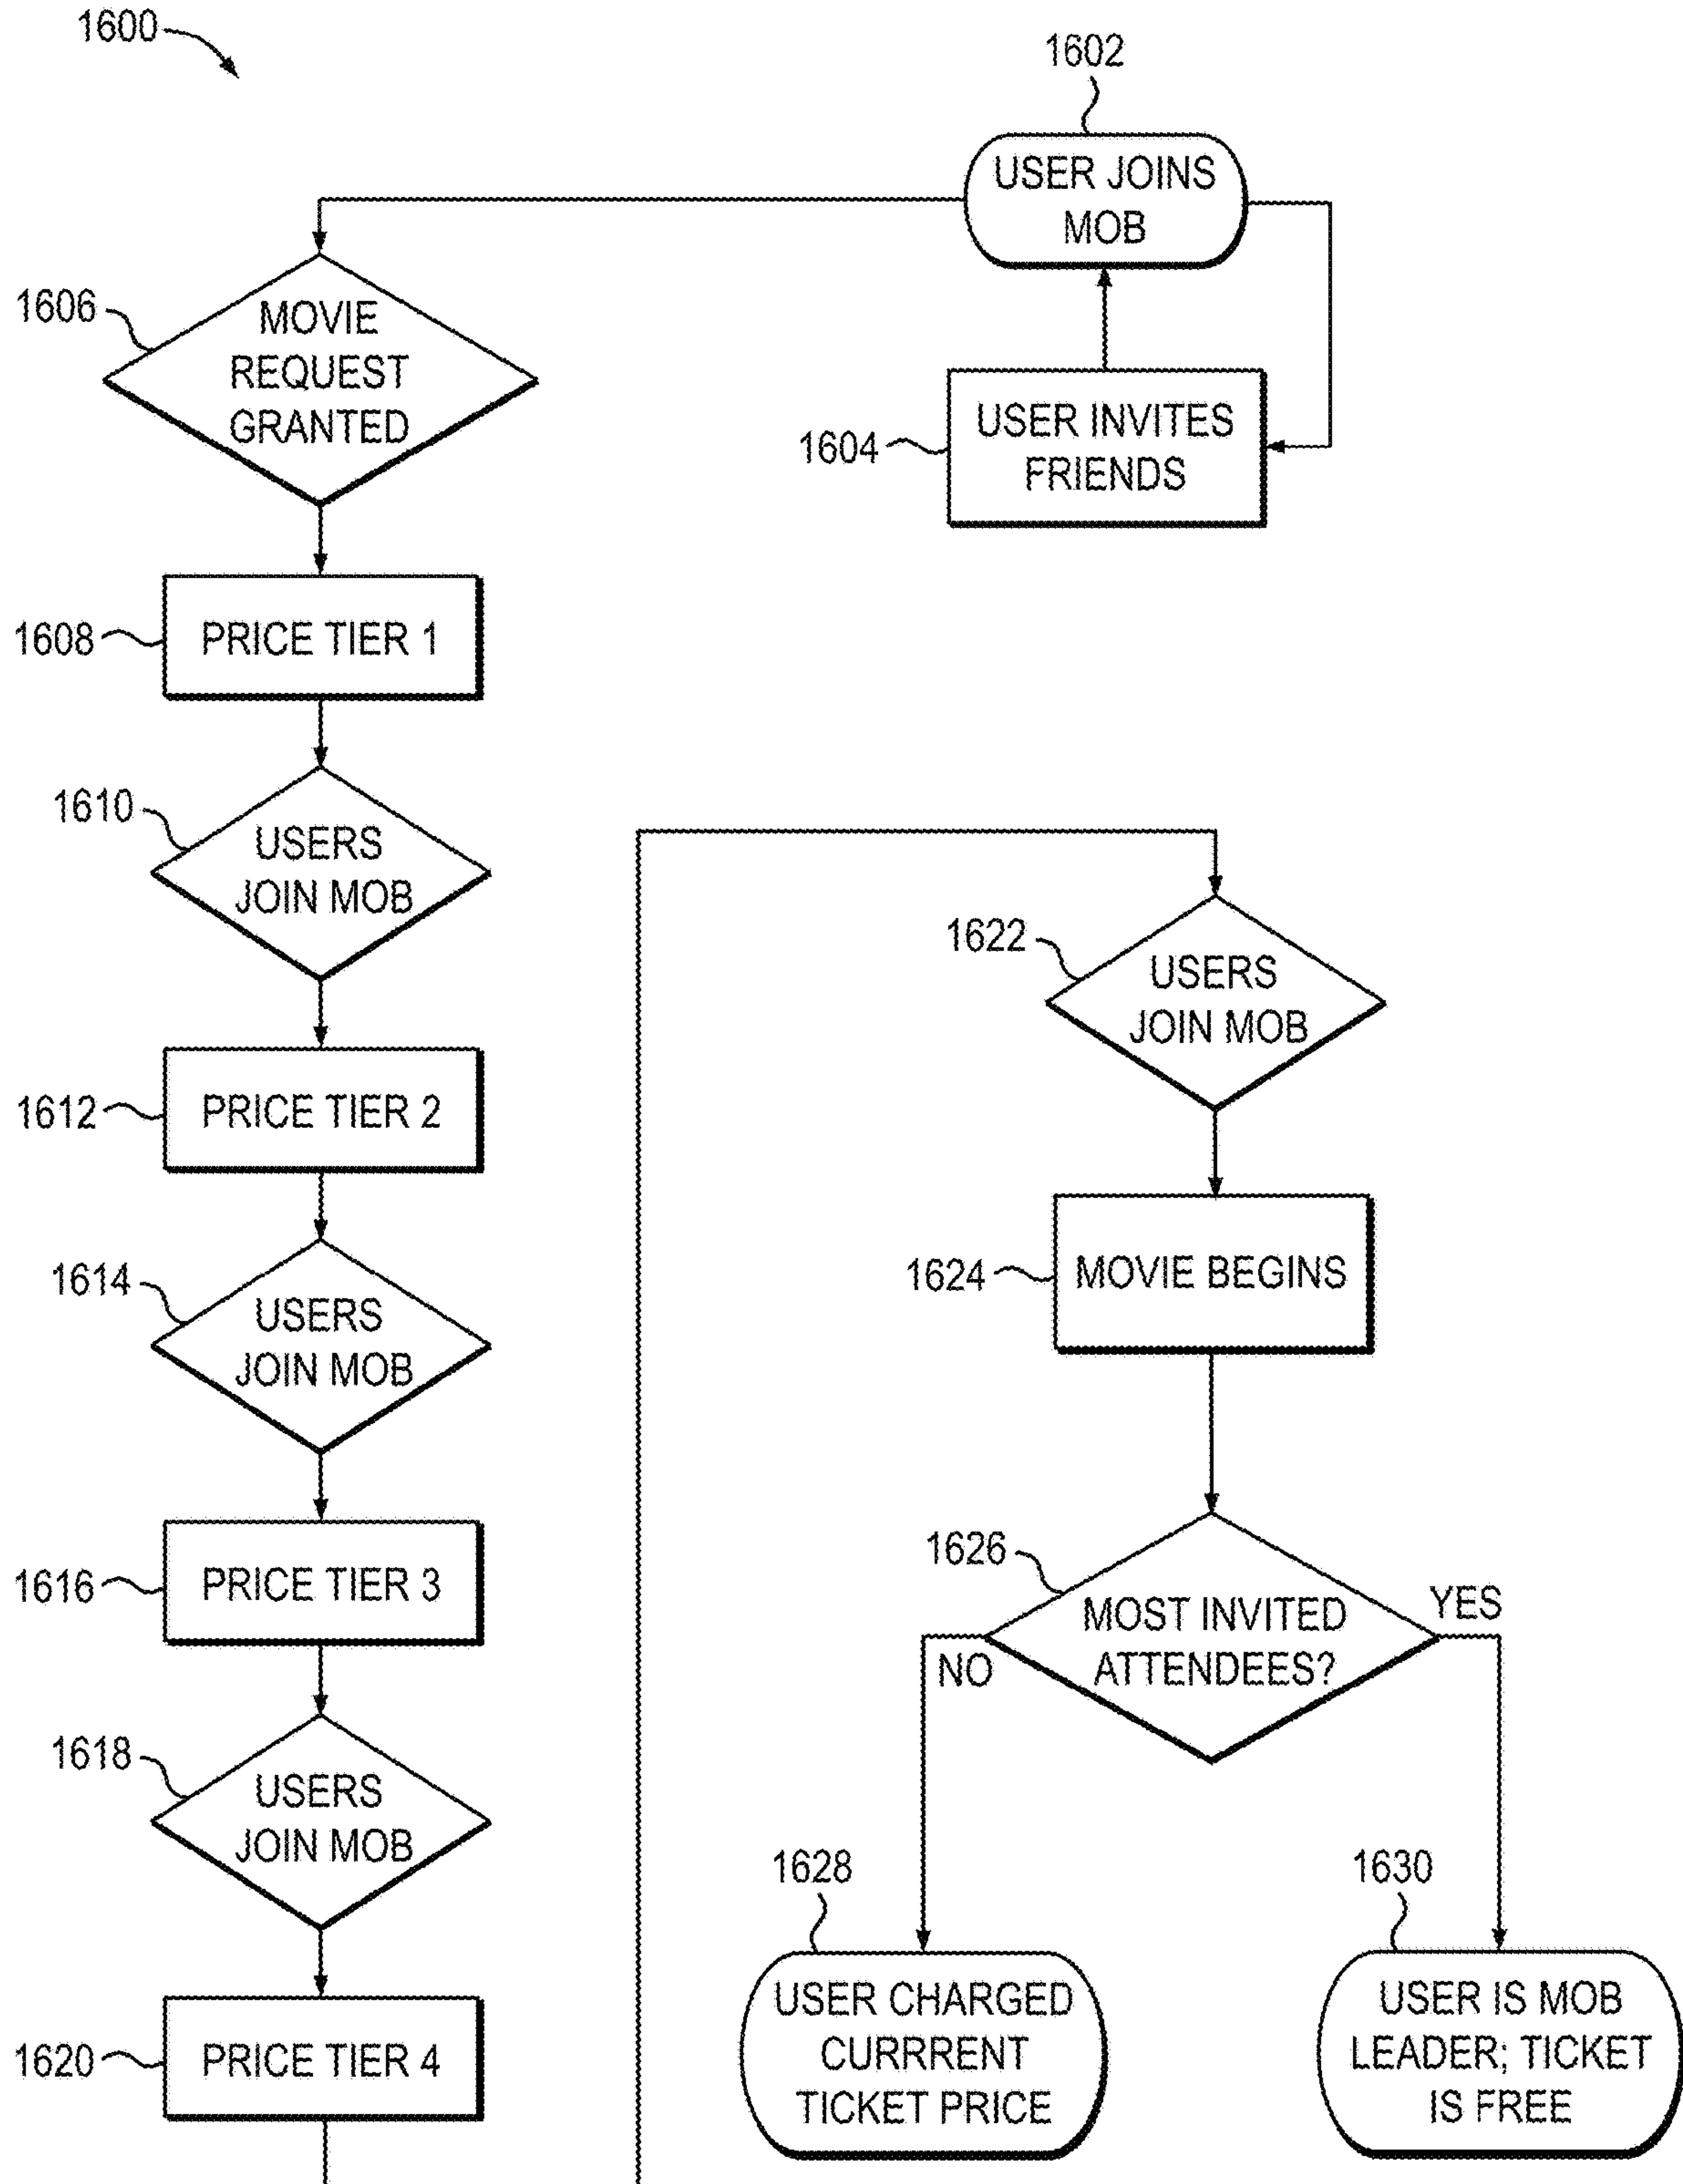 1600
1602
USER JOINS
MOB
1606
MOVIE
REQUEST
GRANTED
1604
USER INVITES
FRIENDS
1608
PRICE TIER 1
1610
USERS
JOIN MOB
1612
PRICE TIER 2
1614
USERS
JOIN MOB
1616
PRICE TIER 3
1618
USERS
JOIN MOB
1620
PRICE TIER 4
1622
USERS
JOIN MOB
1624
MOVIE BEGINS
1626
MOST INVITED
ATTENDEES?
YES
NO
1628
USER CHARGED
CURRRENT
TICKET PRICE
1630
USER IS MOB
LEADER; TICKET
IS FREE